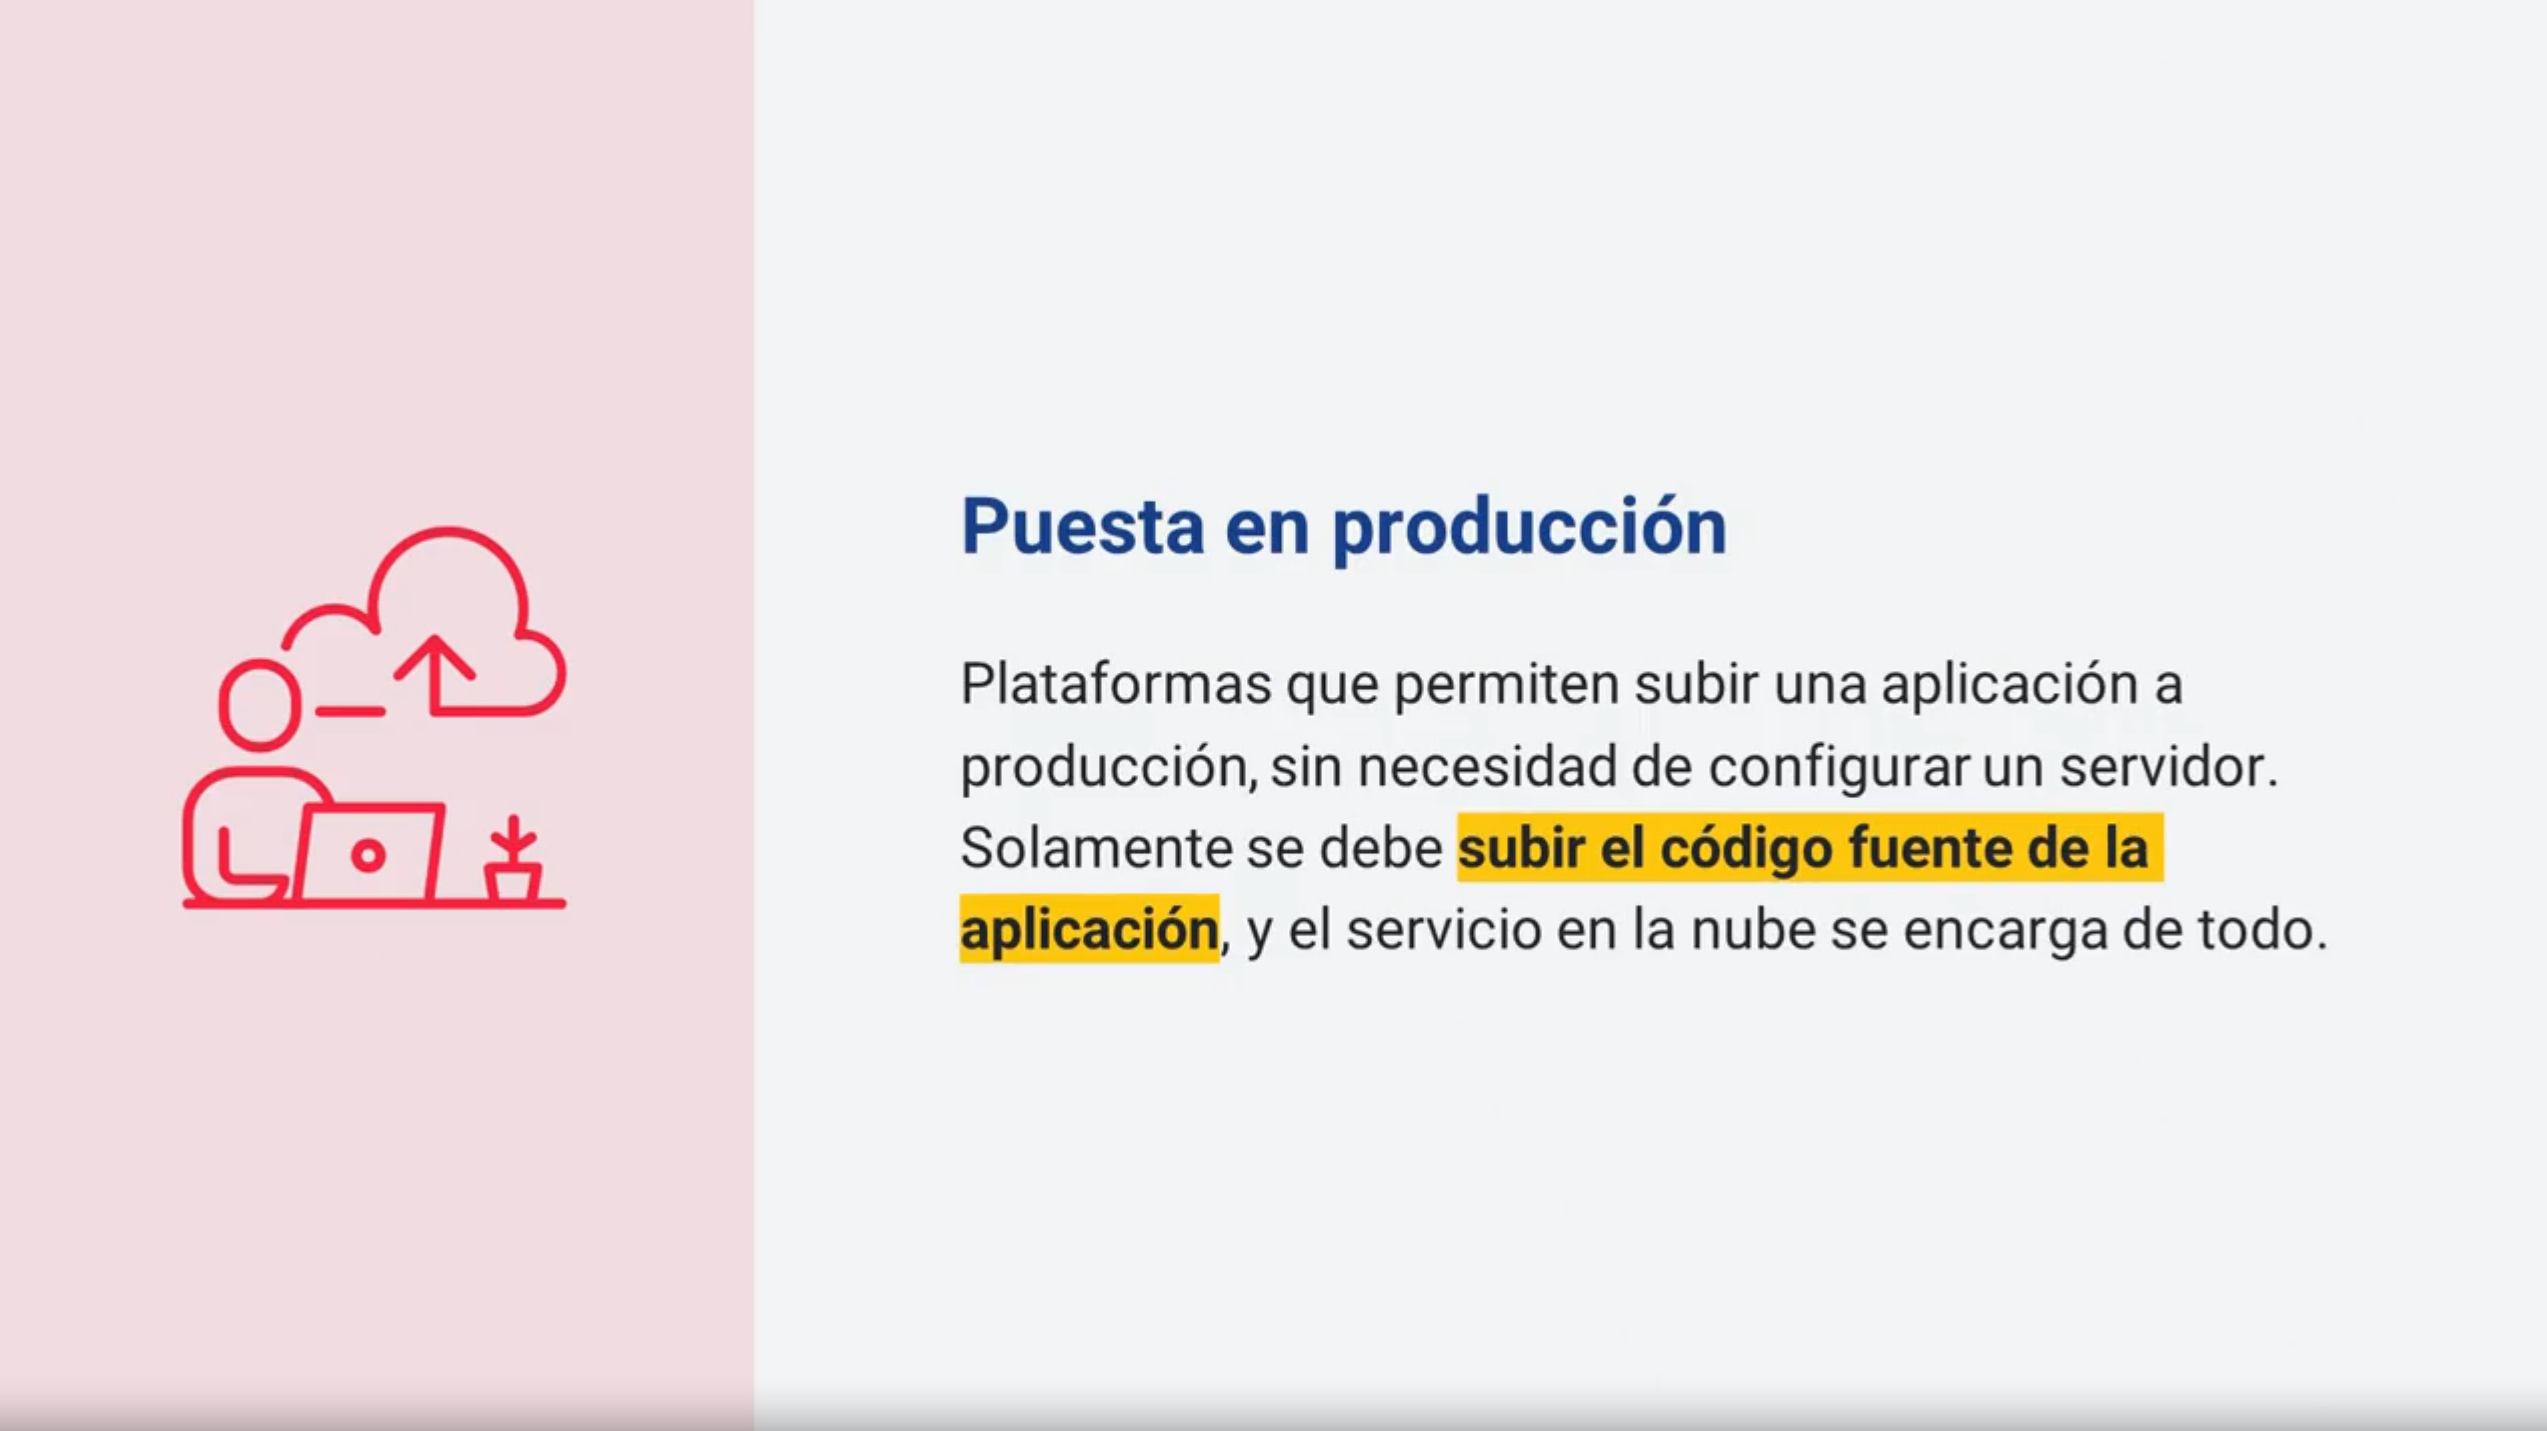 Puesta en producción
Plataformas que permiten subir una aplicación a
producción, sin necesidad de configurar un servidor.
Solamente se debe subir el código fuente de la
aplicación, y el servicio en la nube se encarga de todo.